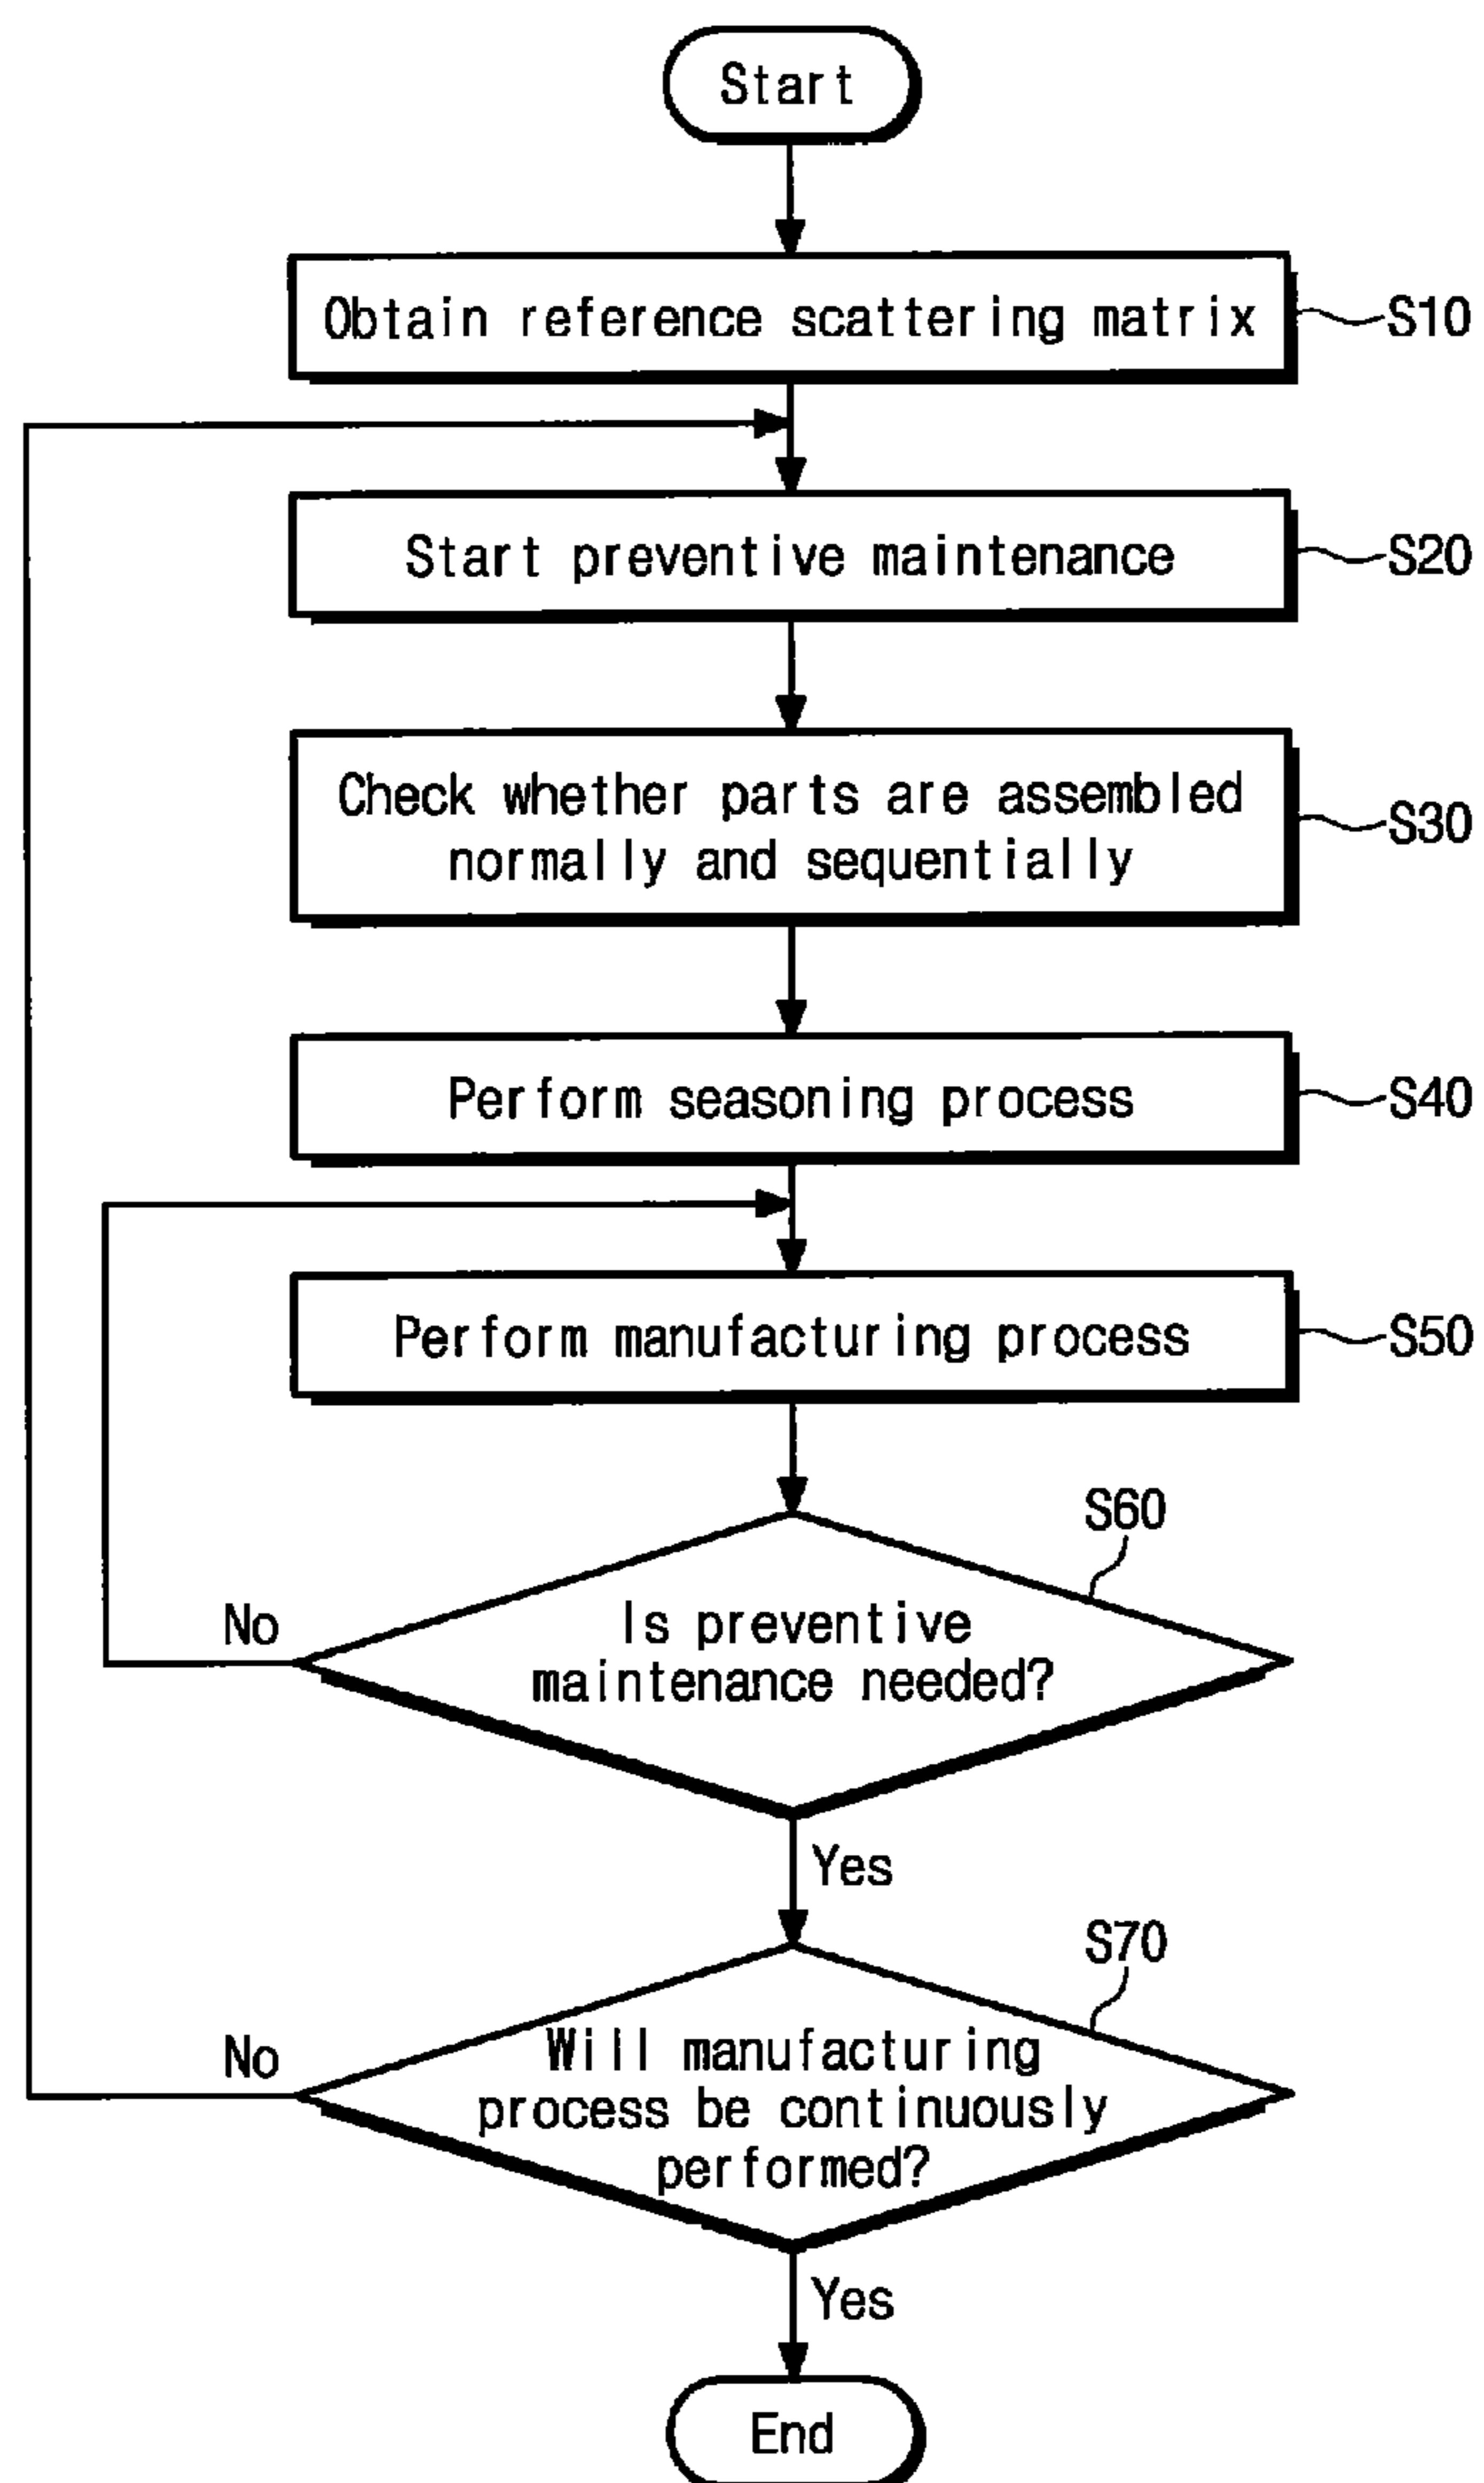 Start
Obtain reference scattering matrix
S10
Start preventive maintenance
S20
Check whether parts are assembled
normally and sequentially
S30
Perform seasoning process
S40
Perform manufacturing process
S50
S60
Is preventive
maintenance needed?
No
Yes
S70
Will manufacturing
process be continuously
performed?
No
Yes
End